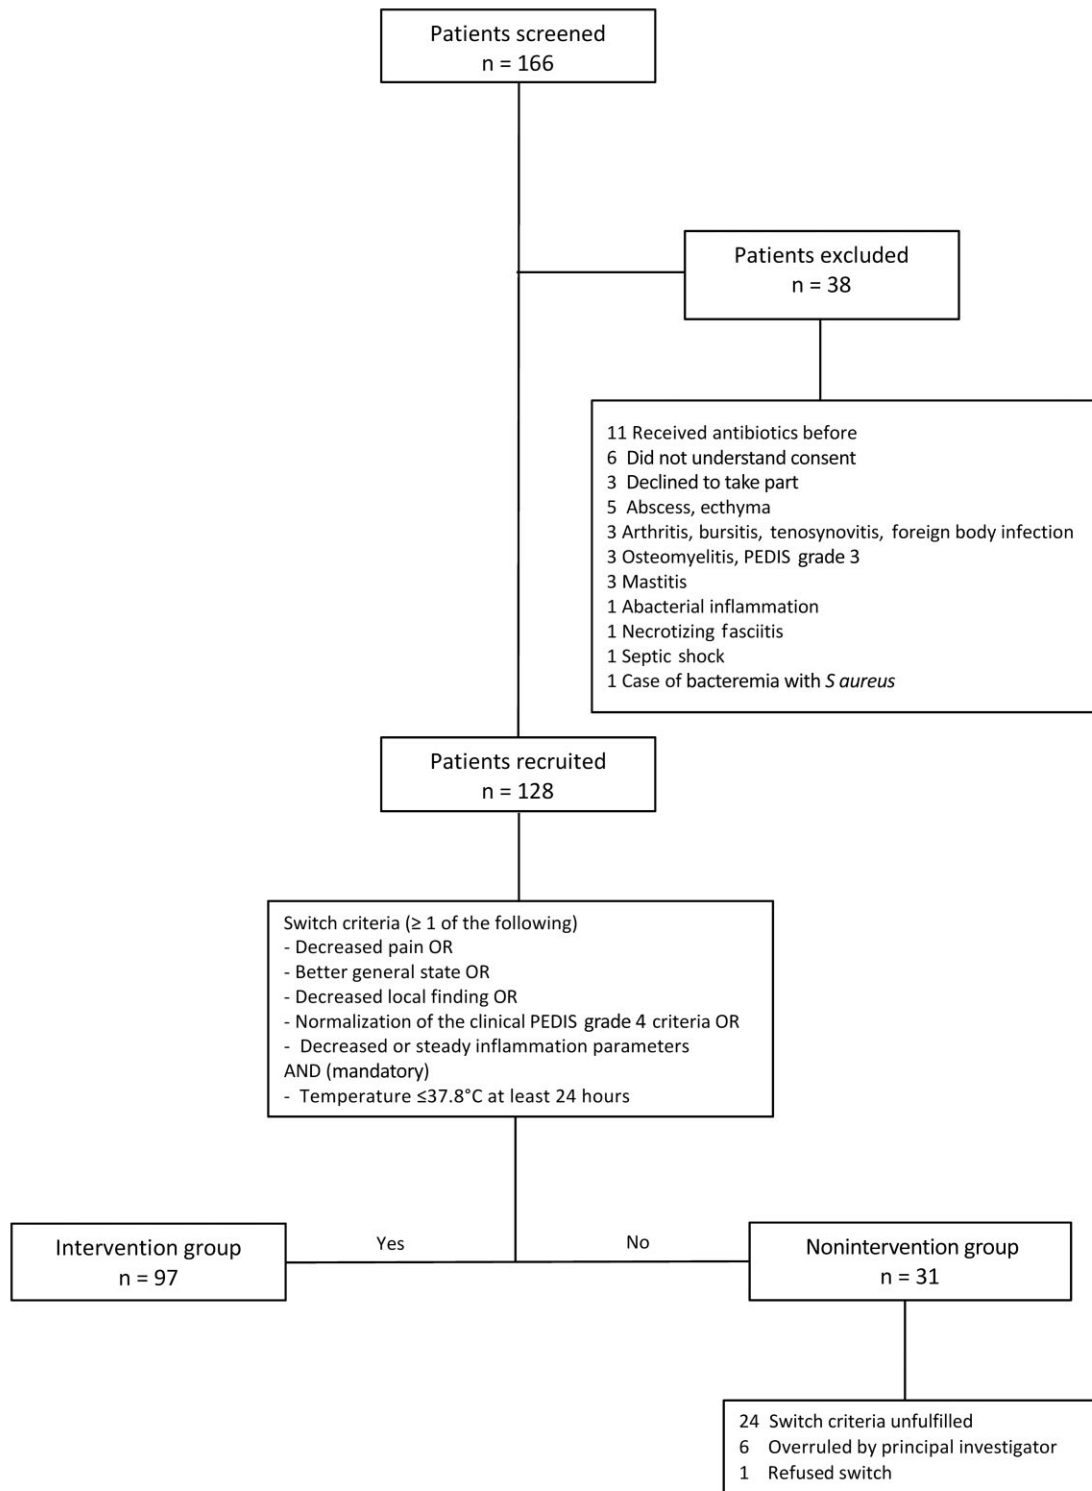 Patients screened
n = 166
Patients excluded
n = 38
11 Received antibiotics before
6 Did not understand consent
3 Declined to take part
5 Abscess, ecthyma
3 Arthritis, bursitis, tenosynovitis, foreign body infection
3 Osteomyelitis, PEDIS grade 3
3 Mastitis
1 Abacterial inflammation
1 Necrotizing fasciitis
1 Septic shock
1 Case of bacteremia with S aureus
Patients recruited
n = 128
Switch criteria (≥ 1 of the following)
- Decreased pain OR
- Better general state OR
- Decreased local finding OR
- Normalization of the clinical PEDIS grade 4 criteria OR
- Decreased or steady inflammation parameters
AND (mandatory)
- Temperature ≤37.8°C at least 24 hours
Yes
No
Intervention group
n = 97
Nonintervention group
n = 31
24 Switch criteria unfulfilled
6 Overruled by principal investigator
1 Refused switch